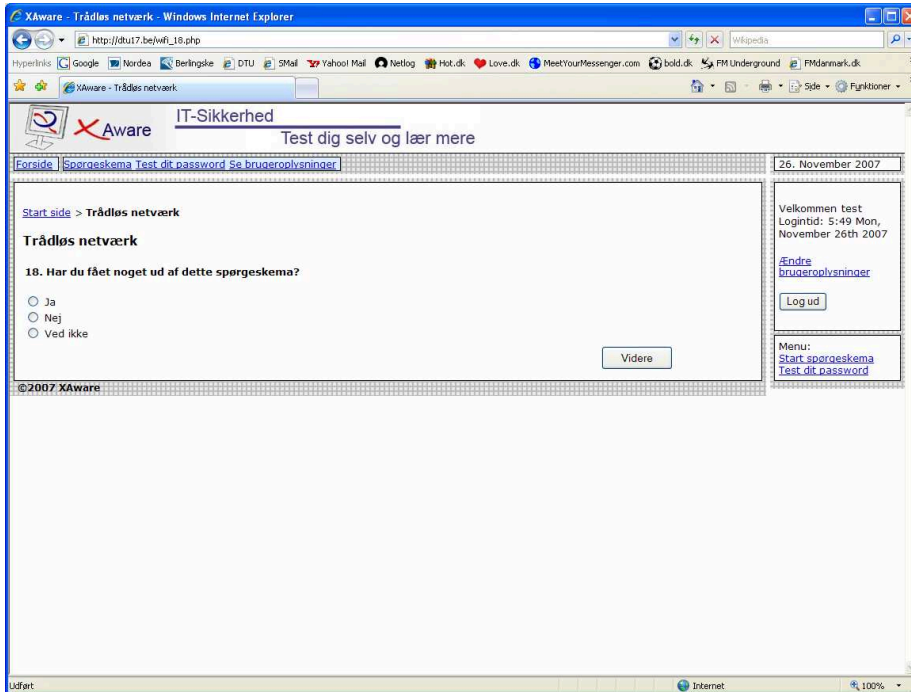 XAware - Trådløs netværk - Windows Internet Explorer
http://dtu17.be/wifi_18.php
Wikipedia
Hyperlinks Google Nordea Berlingske DTU SMail Yahoo! Mail Netlog Hot.dk Love.dk MeetYourMessenger.com bold.dk FM Underground FMdanmark.dk
XAware - Trådløs netværk
Side Funktioner
XAware
IT-Sikkerhed
Test dig selv og lær mere
Forside Spørgeskema Test dit password Se brugeroplysninger
26. November 2007
Start side > Trådløs netværk
Trådløs netværk
18. Har du fået noget ud af dette spørgeskema?
Ja
Nej
Ved ikke
Videre
©2007 XAware
Velkommen test
Logintid: 5:49 Mon,
November 26th 2007
Ændre
brugeroplysninger
Log ud
Menu:
Start spørgeskema
Test dit password
Udført
Internet
100%